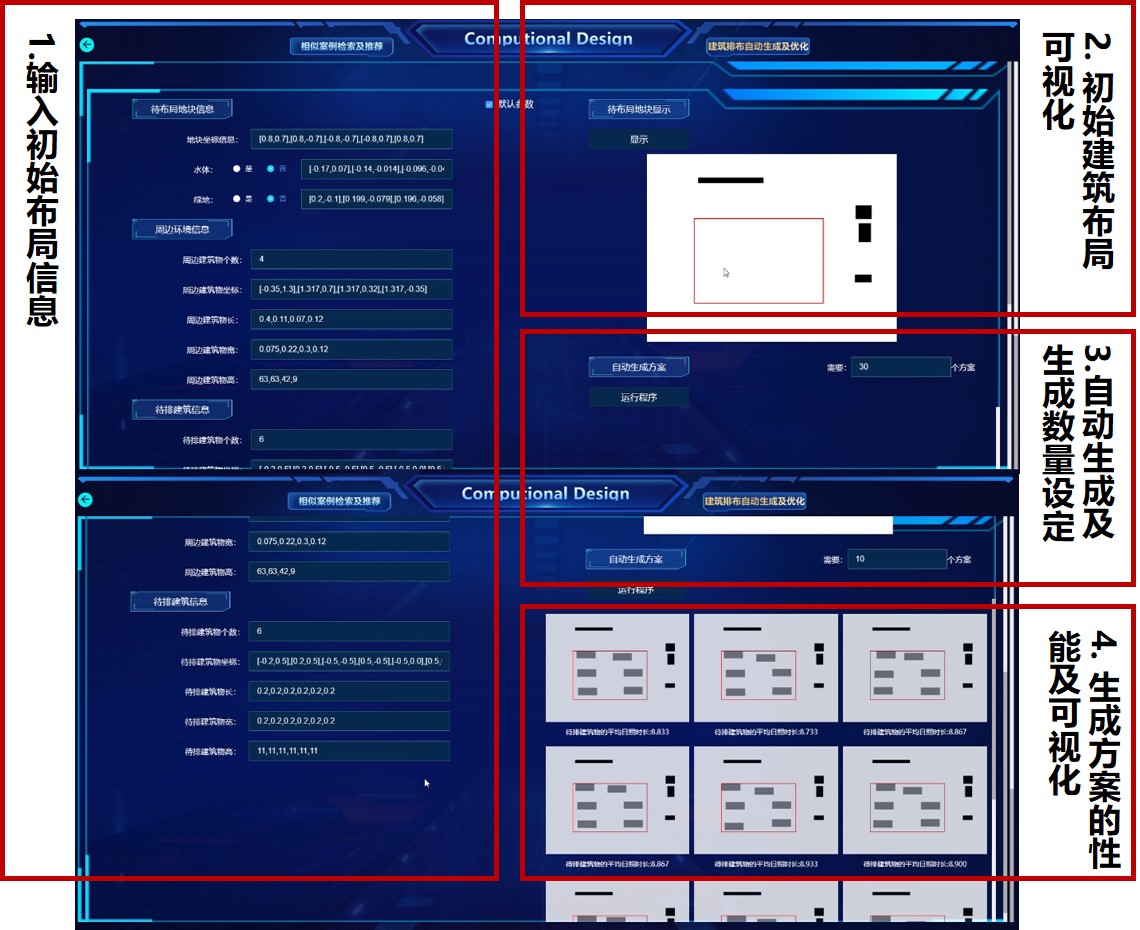 1.输入初始布局信息
Computional Design
相似案例检索及推荐
建筑排布自动生成及优化
待布局地块信息
默认参数
地块坐标信息:
[0.8,0.7],[0.8,-0.7],[-0.8,-0.7],[-0.8,0.7],[0.8,0.7]
水体:
是
否
[-0.17,0.07],[-0.14,-0.014],[-0.096,-0.0
绿地:
是
否
[0.2,-0.1],[0.199,-0.079],[0.196,-0.058]
周边环境信息
周边建筑物个数:
4
周边建筑物坐标:
[-0.35,1.3],[1.317,0.7],[1.317,0.32],[1.317,-0.35]
周边建筑物长:
0.4,0.11,0.07,0.12
周边建筑物宽:
0.075,0.22,0.3,0.12
周边建筑物高:
63,63,42,9
待排建筑信息
待排建筑物个数:
6
待布局地块显示
显示
2. 初始建筑布局
可视化
自动生成方案
运行程序
需要:
30
个方案
3.自动生成及
生成数量设定
Computional Design
相似案例检索及推荐
建筑排布自动生成及优化
周边建筑物宽:
0.075,0.22,0.3,0.12
周边建筑物高:
63,63,42,9
待排建筑信息
待排建筑物个数:
6
待排建筑物坐标:
[-0.2,0.5],[0.2,0.5],[-0.5,-0.5],[0.5,-0.5],[-0.5,0.0],[0.5,
待排建筑物长:
0.2,0.2,0.2,0.2,0.2,0.2
待排建筑物宽:
0.2,0.2,0.2,0.2,0.2,0.2
待排建筑物高:
11,11,11,11,11,11
自动生成方案
需要:
10
个方案
运行程序
待排建筑物的平均日照时长:8.833
待排建筑物的平均日照时长:8.733
待排建筑物的平均日照时长:8.867
待排建筑物的平均日照时长:8.867
待排建筑物的平均日照时长:8.933
待排建筑物的平均日照时长:8.900
4. 生成方案的性
能及可视化